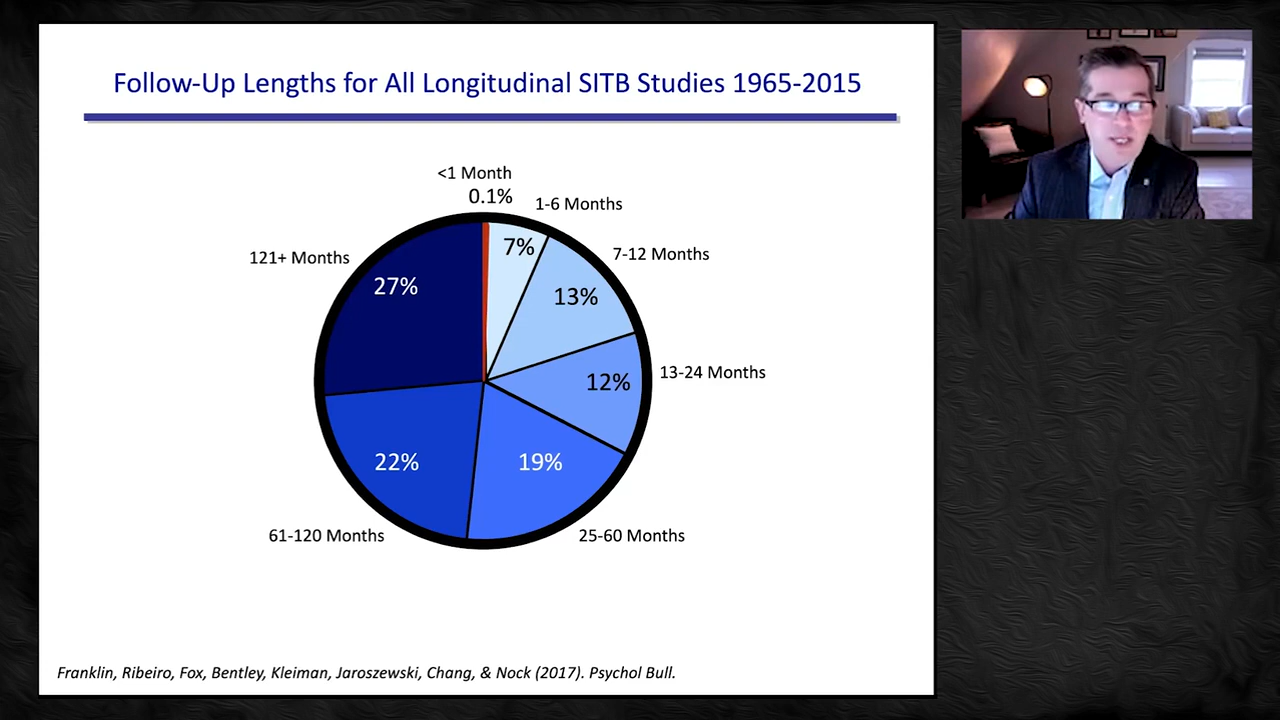 Follow-Up Lengths for All Longitudinal SITB Studies 1965-2015
<1 Month
0.1%
1-6 Months
7%
7-12 Months
13%
13-24 Months
12%
25-60 Months
19%
61-120 Months
22%
121+ Months
27%
Franklin, Ribeiro, Fox, Bentley, Kleiman, Jaroszewski, Chang, & Nock (2017). Psychol Bull.